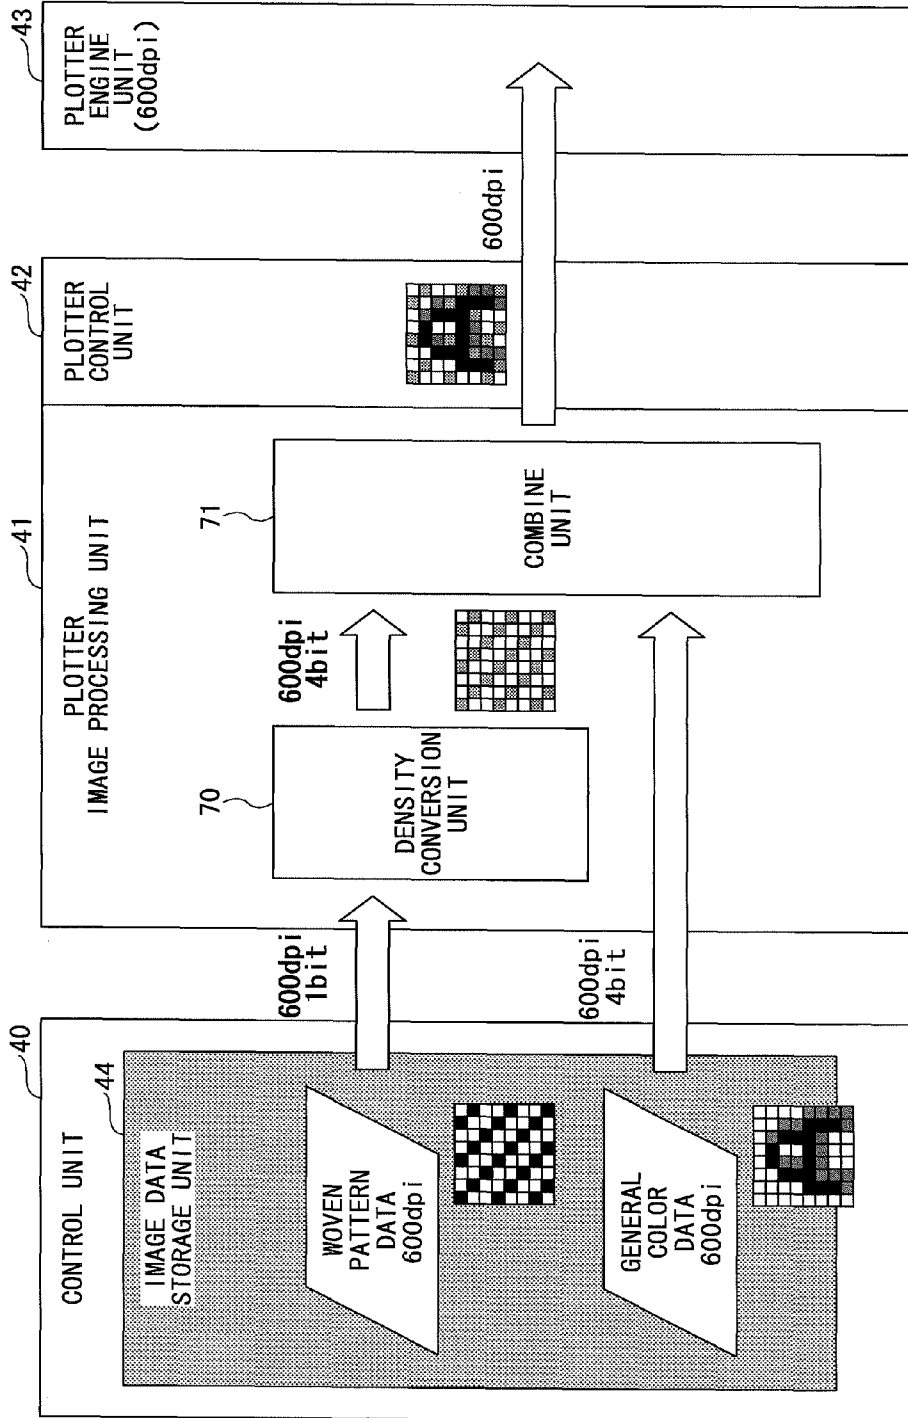 40
CONTROL UNIT
44
IMAGE DATA
STORAGE UNIT
WOVEN
PATTERN
DATA
600dpi
GENERAL
COLOR
DATA
600dpi
600dpi
1bit
600dpi
4bit
41
PLOTTER
IMAGE PROCESSING UNIT
70
DENSITY
CONVERSION
UNIT
600dpi
4bit
71
COMBINE
UNIT
42
PLOTTER
CONTROL
UNIT
600dpi
43
PLOTTER
ENGINE
UNIT
(600dpi)